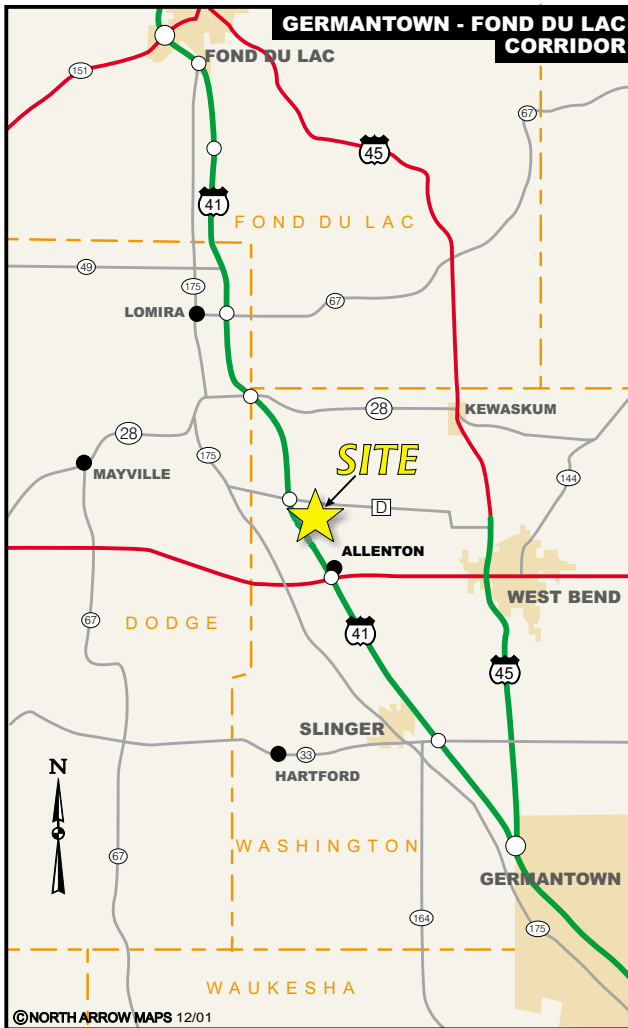 GERMANTOWN - FOND DU LAC
CORRIDOR
FOND DU LAC
151
67
45
41
FOND DU LAC
49
175
67
LOMIRA
28
KEWASKUM
28
175
MAYVILLE
SITE
144
D
ALLENTON
WEST BEND
67
DODGE
41
45
SLINGER
33
HARTFORD
N
WASHINGTON
67
GERMANTOWN
164
175
WAUKESHA
©NORTH ARROW MAPS 12/01